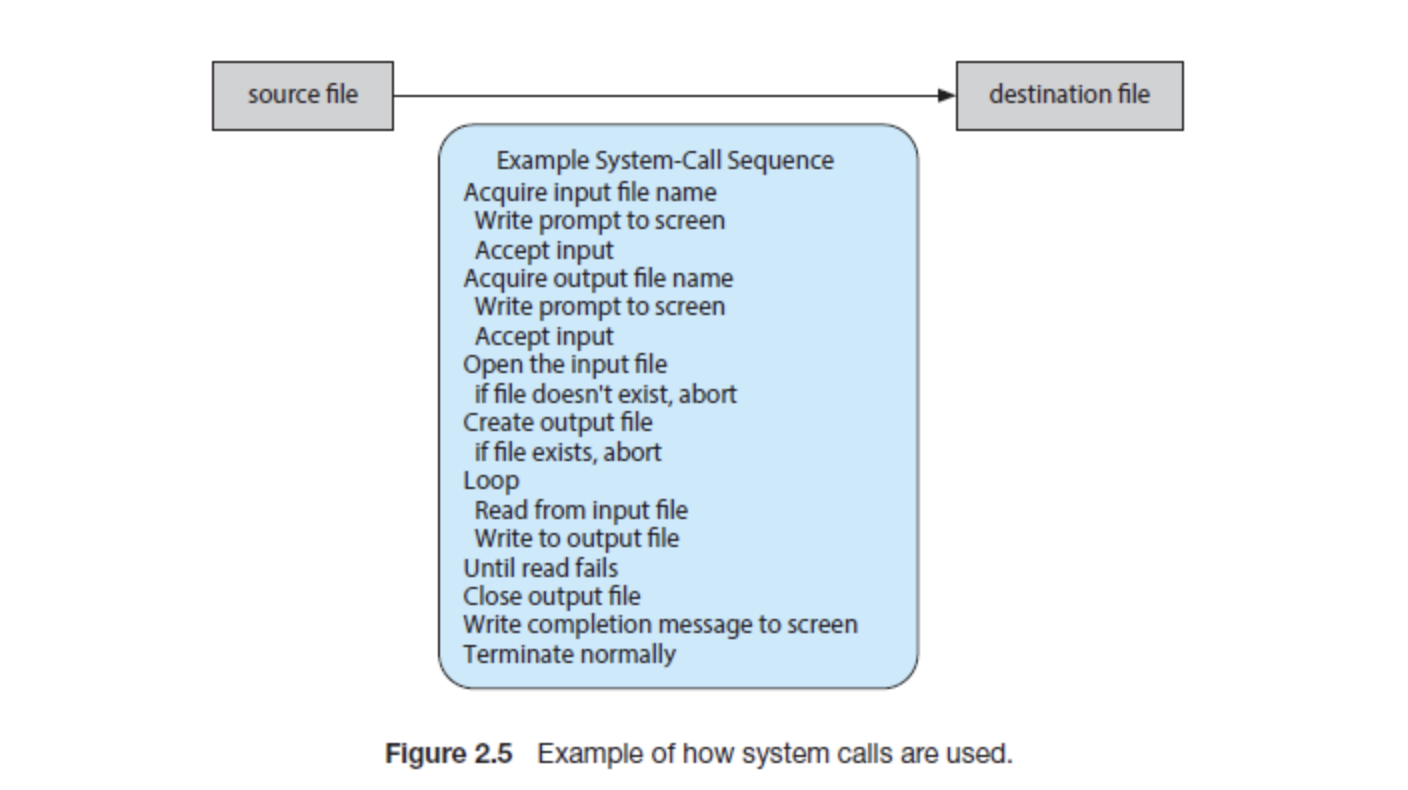 source file
destination file
Example System-Call Sequence
Acquire input file name
Write prompt to screen
Accept input
Acquire output file name
Write prompt to screen
Accept input
Open the input file
if file doesn't exist, abort
Create output file
if file exists, abort
Loop
Read from input file
Write to output file
Until read fails
Close output file
Write completion message to screen
Terminate normally
Figure 2.5 Example of how system calls are used.